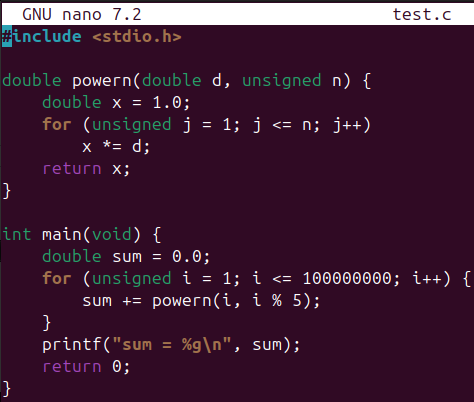 GNU nano 7.2 test.c
#include <stdio.h>

double powern(double d, unsigned n) {
    double x = 1.0;
    for (unsigned j = 1; j <= n; j++)
        x *= d;
    return x;
}

int main(void) {
    double sum = 0.0;
    for (unsigned i = 1; i <= 100000000; i++) {
        sum += powern(i, i % 5);
    }
    printf("sum = %g\n", sum);
    return 0;
}